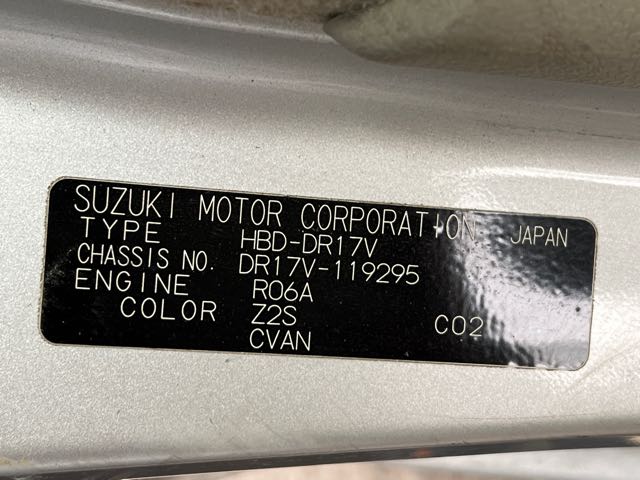 SUZUKI MOTOR CORPORATION JAPAN
TYPE HBD-DR17V
CHASSIS NO. DR17V-119295
ENGINE R06A
COLOR Z2S C02
CVAN